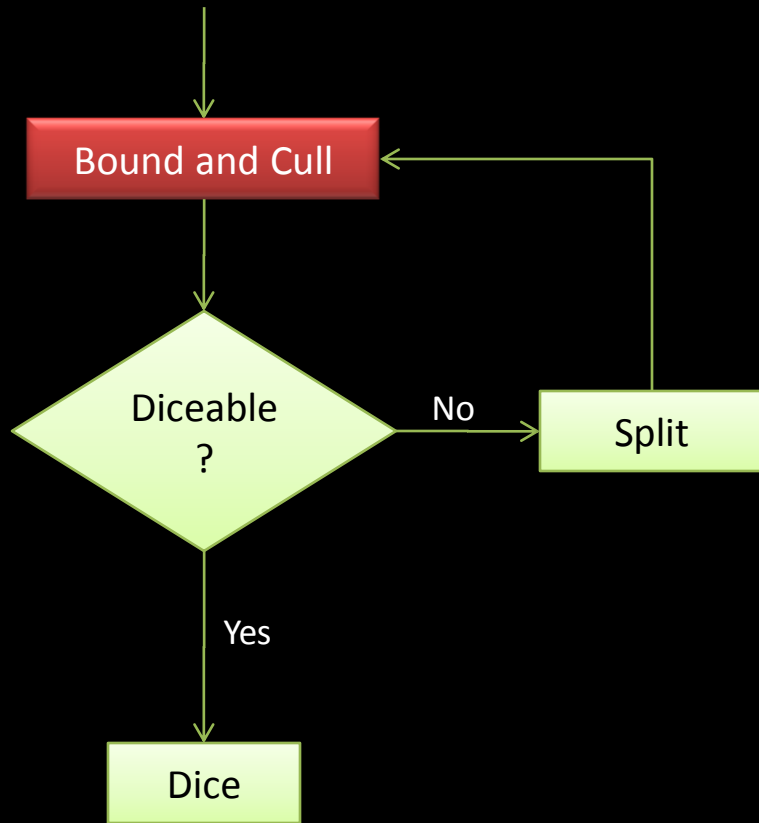 Bound and Cull
Diceable
?
No
Split
Yes
Dice